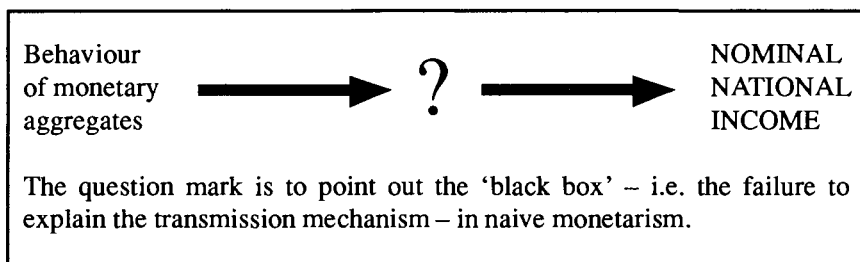 Behaviour
of monetary
aggregates
?
NOMINAL
NATIONAL
INCOME
The question mark is to point out the ‘black box’ – i.e. the failure to
explain the transmission mechanism – in naive monetarism.